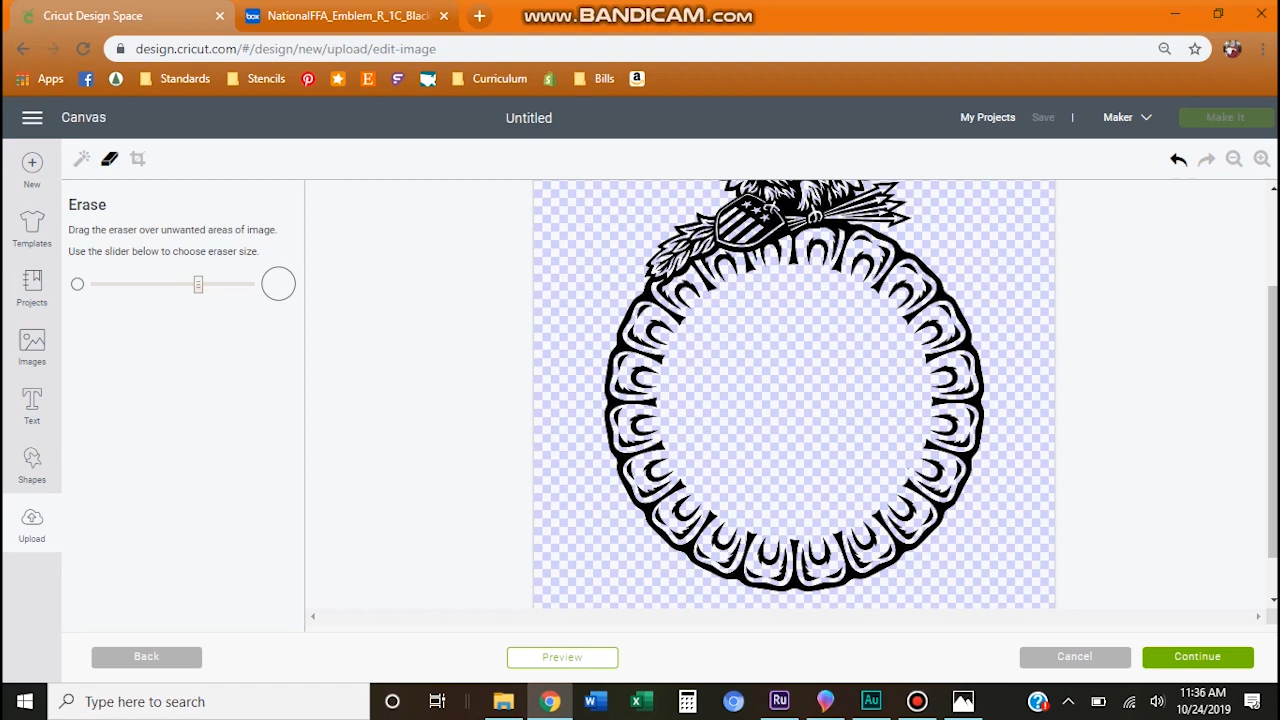 Cricut Design Space
NationalFFA_Emblem_R_1C_Black
www.BANDICAM.com
design.cricut.com/#/design/new/upload/edit-image
Apps
Standards
Stencils
Curriculum
Bills
Canvas
Untitled
My Projects
Save
Maker
Make It
New
Templates
Projects
Images
Text
Shapes
Upload
Erase
Drag the eraser over unwanted areas of image.
Use the slider below to choose eraser size.
Back
Preview
Cancel
Continue
Type here to search
Ru
Au
11:36 AM
10/24/2019